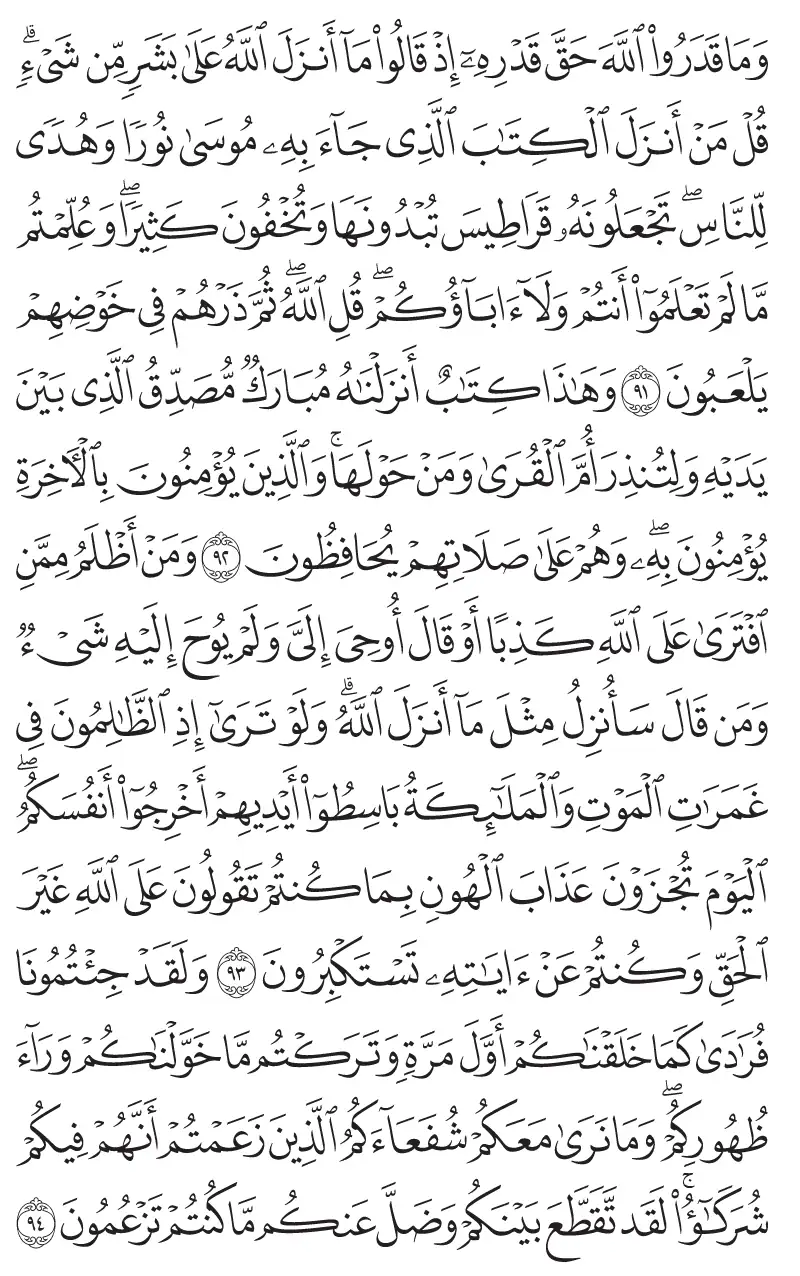 وَمَا قَدَرُوا۟ ٱللَّهَ حَقَّ قَدْرِهِۦٓ إِذْ قَالُوا۟ مَآ أَنزَلَ ٱللَّهُ عَلَىٰ بَشَرٍ مِّن شَىْءٍ ۗ
قُلْ مَنْ أَنزَلَ ٱلْكِتَٰبَ ٱلَّذِى جَآءَ بِهِۦ مُوسَىٰ نُورًا وَهُدًى
لِّلنَّاسِ ۖ تَجْعَلُونَهُۥ قَرَاطِيسَ تُبْدُونَهَا وَتُخْفُونَ كَثِيرًا ۖ وَعُلِّمْتُم
مَّا لَمْ تَعْلَمُوٓا۟ أَنتُمْ وَلَآ ءَابَآؤُكُمْ ۖ قُلِ ٱللَّهُ ۖ ثُمَّ ذَرْهُمْ فِى خَوْضِهِمْ
يَلْعَبُونَ ٩١ وَهَٰذَا كِتَٰبٌ أَنزَلْنَٰهُ مُبَارَكٌ مُّصَدِّقُ ٱلَّذِى بَيْنَ
يَدَيْهِ وَلِتُنذِرَ أُمَّ ٱلْقُرَىٰ وَمَنْ حَوْلَهَا ۚ وَٱلَّذِينَ يُؤْمِنُونَ بِٱلْءَاخِرَةِ
يُؤْمِنُونَ بِهِۦ ۖ وَهُمْ عَلَىٰ صَلَاتِهِمْ يُحَافِظُونَ ٩٢ وَمَنْ أَظْلَمُ مِمَّنِ
ٱفْتَرَىٰ عَلَى ٱللَّهِ كَذِبًا أَوْ قَالَ أُوحِىَ إِلَىَّ وَلَمْ يُوحَ إِلَيْهِ شَىْءٌ
وَمَن قَالَ سَأُنزِلُ مِثْلَ مَآ أَنزَلَ ٱللَّهُ ۗ وَلَوْ تَرَىٰٓ إِذِ ٱلظَّٰلِمُونَ فِى
غَمَرَٰتِ ٱلْمَوْتِ وَٱلْمَلَٰٓئِكَةُ بَاسِطُوٓا۟ أَيْدِيهِمْ أَخْرِجُوٓا۟ أَنفُسَكُمُ ۖ
ٱلْيَوْمَ تُجْزَوْنَ عَذَابَ ٱلْهُونِ بِمَا كُنتُمْ تَقُولُونَ عَلَى ٱللَّهِ غَيْرَ
ٱلْحَقِّ وَكُنتُمْ عَنْ ءَايَٰتِهِۦ تَسْتَكْبِرُونَ ٩٣ وَلَقَدْ جِئْتُمُونَا
فُرَٰدَىٰ كَمَا خَلَقْنَٰكُمْ أَوَّلَ مَرَّةٍ وَتَرَكْتُم مَّا خَوَّلْنَٰكُمْ وَرَآءَ
ظُهُورِكُمْ ۖ وَمَا نَرَىٰ مَعَكُمْ شُفَعَآءَكُمُ ٱلَّذِينَ زَعَمْتُمْ أَنَّهُمْ فِيكُمْ
شُرَكَٰٓؤُا۟ ۚ لَقَد تَّقَطَّعَ بَيْنَكُمْ وَضَلَّ عَنكُم مَّا كُنتُمْ تَزْعُمُونَ ٩٤